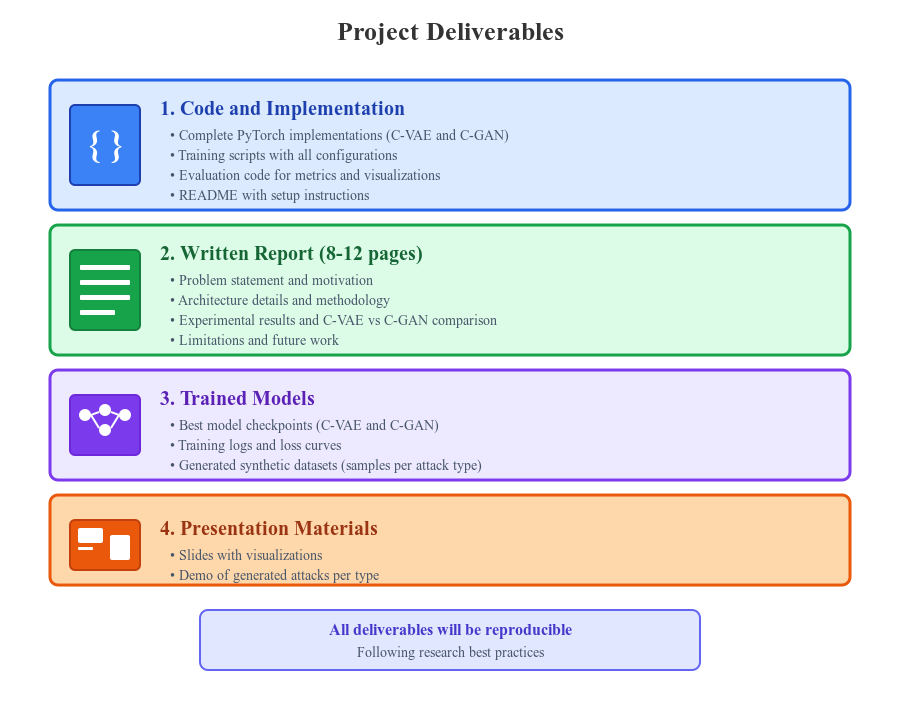 Project Deliverables
{ }
1. Code and Implementation
• Complete PyTorch implementations (C-VAE and C-GAN)
• Training scripts with all configurations
• Evaluation code for metrics and visualizations
• README with setup instructions
2. Written Report (8-12 pages)
• Problem statement and motivation
• Architecture details and methodology
• Experimental results and C-VAE vs C-GAN comparison
• Limitations and future work
3. Trained Models
• Best model checkpoints (C-VAE and C-GAN)
• Training logs and loss curves
• Generated synthetic datasets (samples per attack type)
4. Presentation Materials
• Slides with visualizations
• Demo of generated attacks per type
All deliverables will be reproducible
Following research best practices